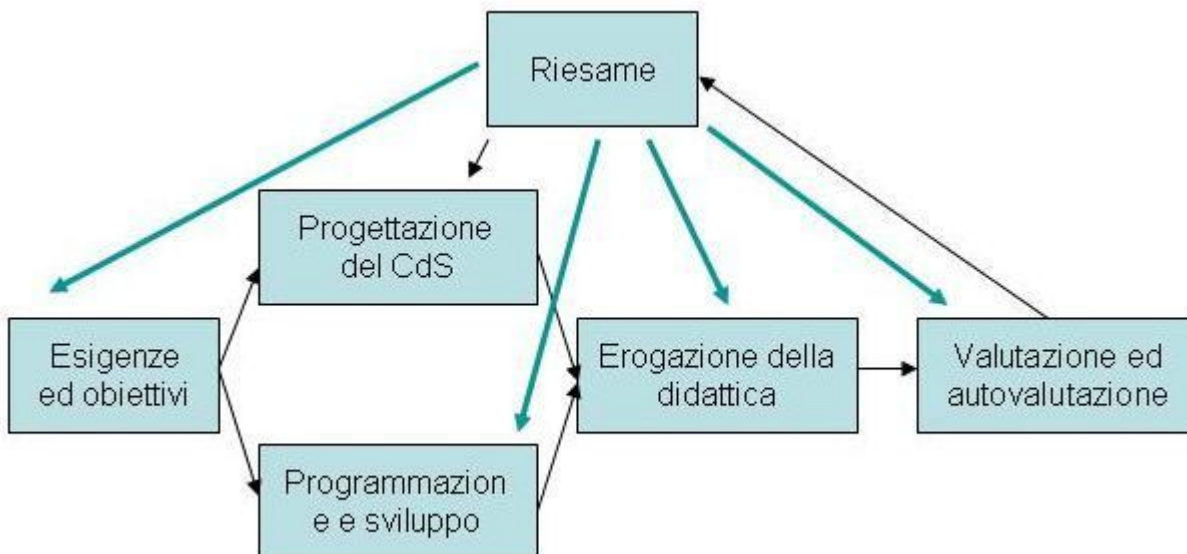 Riesame
Progettazione
del CdS
Esigenze
ed obiettivi
Erogazione della
didattica
Valutazione ed
autovalutazione
Programmazion
e e sviluppo